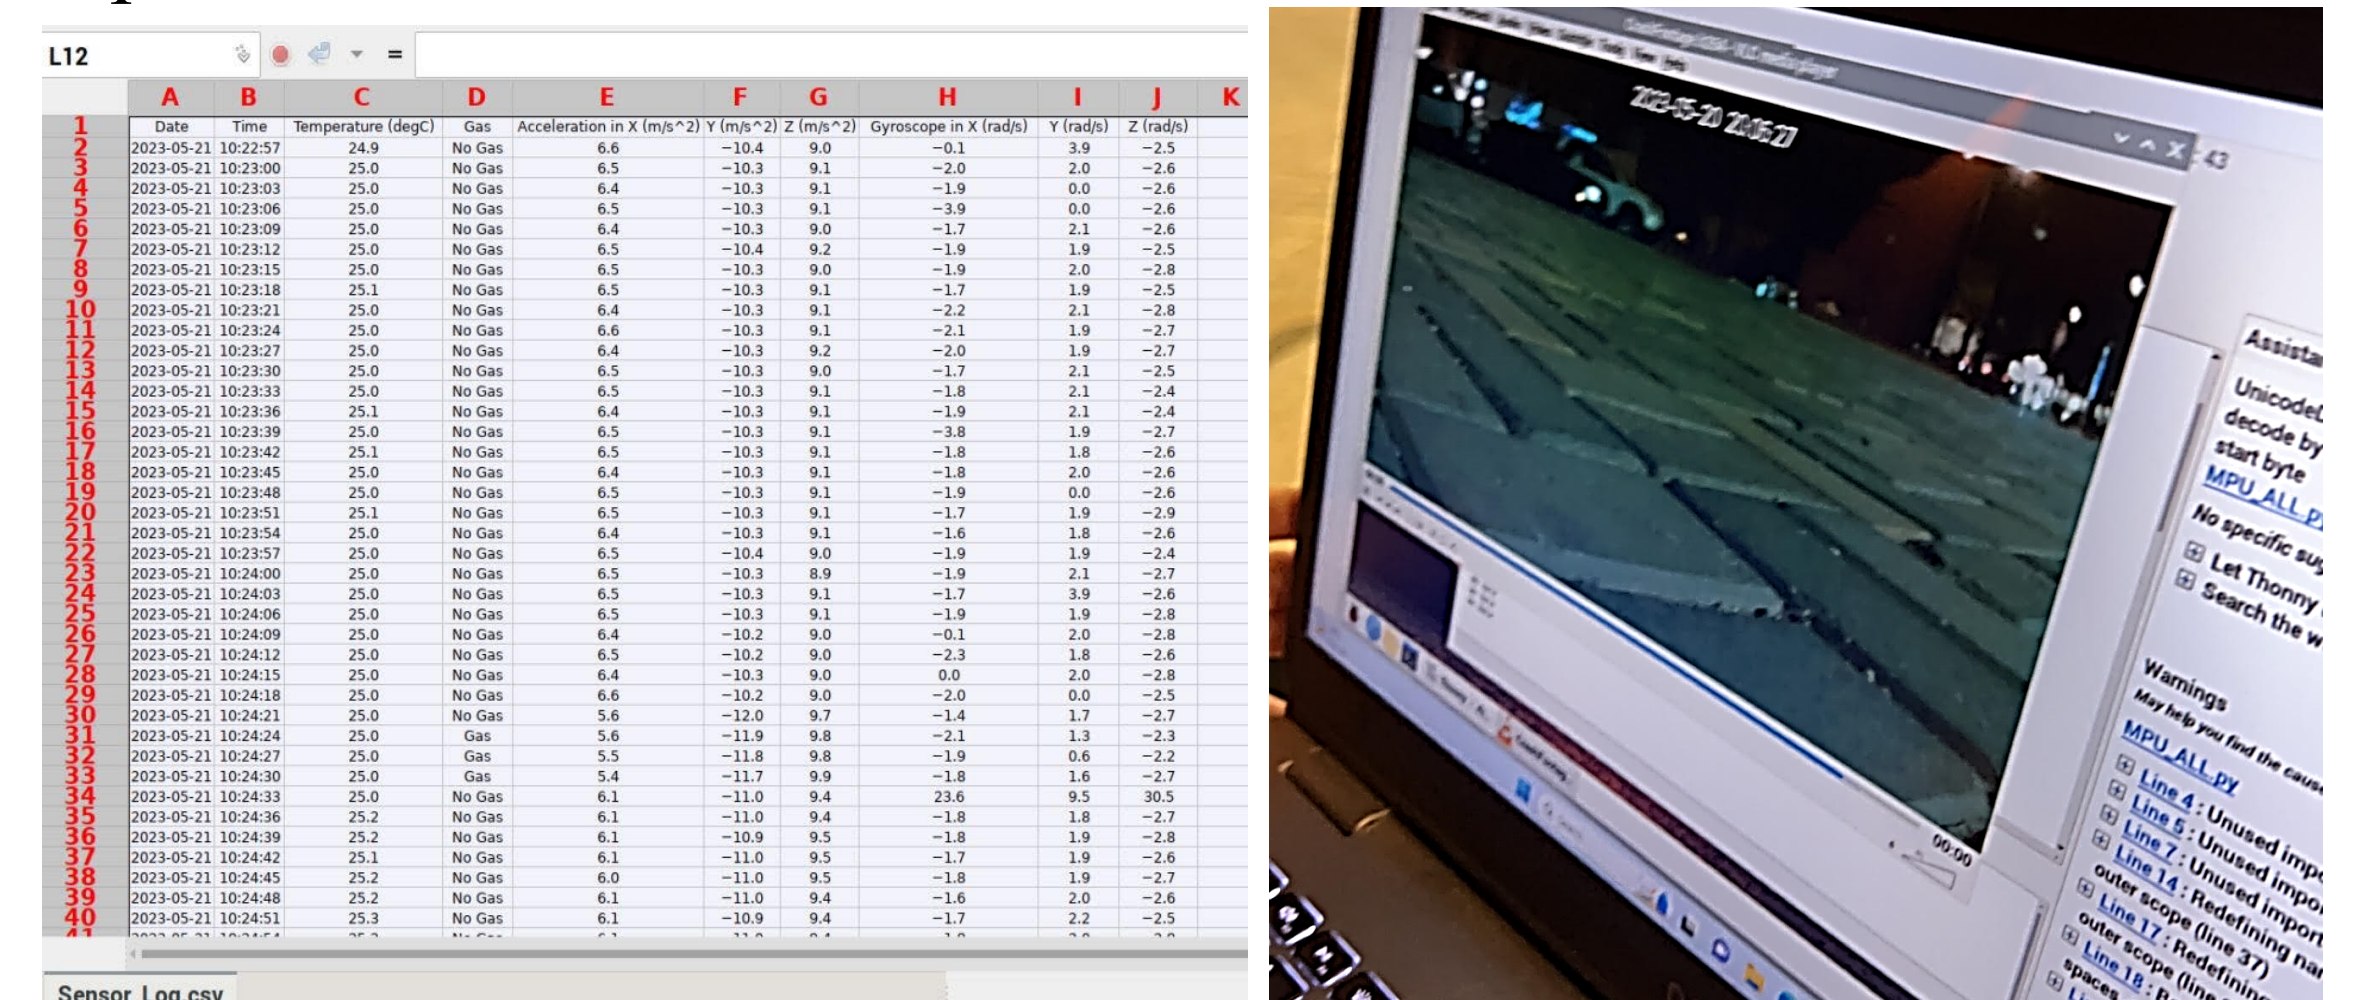 L12
=
A B C D E F G H I J K
1 Date Time Temperature (degC) Gas Acceleration in X (m/s^2) Y (m/s^2) Z (m/s^2) Gyroscope in X (rad/s) Y (rad/s) Z (rad/s)
2 2023-05-21 10:22:57 24.9 No Gas 6.6 −10.4 9.0 −0.1 3.9 −2.5
3 2023-05-21 10:23:00 25.0 No Gas 6.5 −10.3 9.1 −2.0 2.0 −2.6
4 2023-05-21 10:23:03 25.0 No Gas 6.4 −10.3 9.1 −1.9 0.0 −2.6
5 2023-05-21 10:23:06 25.0 No Gas 6.5 −10.3 9.1 −3.9 0.0 −2.6
6 2023-05-21 10:23:09 25.0 No Gas 6.4 −10.3 9.0 −1.7 2.1 −2.6
7 2023-05-21 10:23:12 25.0 No Gas 6.5 −10.4 9.2 −1.9 1.9 −2.5
8 2023-05-21 10:23:15 25.0 No Gas 6.5 −10.3 9.0 −1.9 2.0 −2.8
9 2023-05-21 10:23:18 25.1 No Gas 6.5 −10.3 9.1 −1.7 1.9 −2.5
10 2023-05-21 10:23:21 25.0 No Gas 6.4 −10.3 9.1 −2.2 2.1 −2.8
11 2023-05-21 10:23:24 25.0 No Gas 6.6 −10.3 9.1 −2.1 1.9 −2.7
12 2023-05-21 10:23:27 25.0 No Gas 6.4 −10.3 9.2 −2.0 1.9 −2.7
13 2023-05-21 10:23:30 25.0 No Gas 6.5 −10.3 9.0 −1.7 2.1 −2.5
14 2023-05-21 10:23:33 25.0 No Gas 6.5 −10.3 9.1 −1.8 2.1 −2.4
15 2023-05-21 10:23:36 25.1 No Gas 6.4 −10.3 9.1 −1.9 2.1 −2.4
16 2023-05-21 10:23:39 25.0 No Gas 6.5 −10.3 9.1 −3.8 1.9 −2.7
17 2023-05-21 10:23:42 25.1 No Gas 6.5 −10.3 9.1 −1.8 1.8 −2.6
18 2023-05-21 10:23:45 25.0 No Gas 6.4 −10.3 9.1 −1.8 2.0 −2.6
19 2023-05-21 10:23:48 25.0 No Gas 6.5 −10.3 9.1 −1.9 0.0 −2.6
20 2023-05-21 10:23:51 25.1 No Gas 6.5 −10.3 9.1 −1.7 1.9 −2.9
21 2023-05-21 10:23:54 25.0 No Gas 6.4 −10.3 9.1 −1.6 1.8 −2.6
22 2023-05-21 10:23:57 25.0 No Gas 6.5 −10.4 9.0 −1.9 1.9 −2.4
23 2023-05-21 10:24:00 25.0 No Gas 6.5 −10.3 8.9 −1.9 2.1 −2.7
24 2023-05-21 10:24:03 25.0 No Gas 6.5 −10.3 9.1 −1.7 3.9 −2.6
25 2023-05-21 10:24:06 25.0 No Gas 6.5 −10.3 9.1 −1.9 1.9 −2.8
26 2023-05-21 10:24:09 25.0 No Gas 6.4 −10.2 9.0 −0.1 2.0 −2.8
27 2023-05-21 10:24:12 25.0 No Gas 6.5 −10.2 9.0 −2.3 1.8 −2.6
28 2023-05-21 10:24:15 25.0 No Gas 6.4 −10.3 9.0 0.0 2.0 −2.8
29 2023-05-21 10:24:18 25.0 No Gas 6.6 −10.2 9.0 −2.0 0.0 −2.5
30 2023-05-21 10:24:21 25.0 No Gas 5.6 −12.0 9.7 −1.4 1.7 −2.7
31 2023-05-21 10:24:24 25.0 Gas 5.6 −11.9 9.8 −2.1 1.3 −2.3
32 2023-05-21 10:24:27 25.0 Gas 5.5 −11.8 9.8 −1.9 0.6 −2.2
33 2023-05-21 10:24:30 25.0 Gas 5.4 −11.7 9.9 −1.8 1.6 −2.7
34 2023-05-21 10:24:33 25.0 No Gas 6.1 −11.0 9.4 23.6 9.5 30.5
35 2023-05-21 10:24:36 25.2 No Gas 6.1 −11.0 9.4 −1.8 1.8 −2.7
36 2023-05-21 10:24:39 25.2 No Gas 6.1 −10.9 9.5 −1.8 1.9 −2.8
37 2023-05-21 10:24:42 25.1 No Gas 6.1 −11.0 9.5 −1.7 1.9 −2.6
38 2023-05-21 10:24:45 25.2 No Gas 6.0 −11.0 9.5 −1.8 1.9 −2.7
39 2023-05-21 10:24:48 25.2 No Gas 6.1 −11.0 9.4 −1.6 2.0 −2.6
40 2023-05-21 10:24:51 25.3 No Gas 6.1 −10.9 9.4 −1.7 2.2 −2.5
Sensor_Log.csv
VLC media player
2023-05-20 20:06:27
43
Assista
Unicode
decode by
start byte
MPU_ALL.p
No specific sug
Let Thonny
Search the w
Warnings
May help you find the cause
MPU_ALL.py
Line 4 : Unused impo
Line 5 : Unused impo
Line 7 : Unused import
Line 14 : Redefining nam
outer scope (line 37)
Line 17 : Redefining nam
outer scope (line
Line 18 :
spaces
00:00